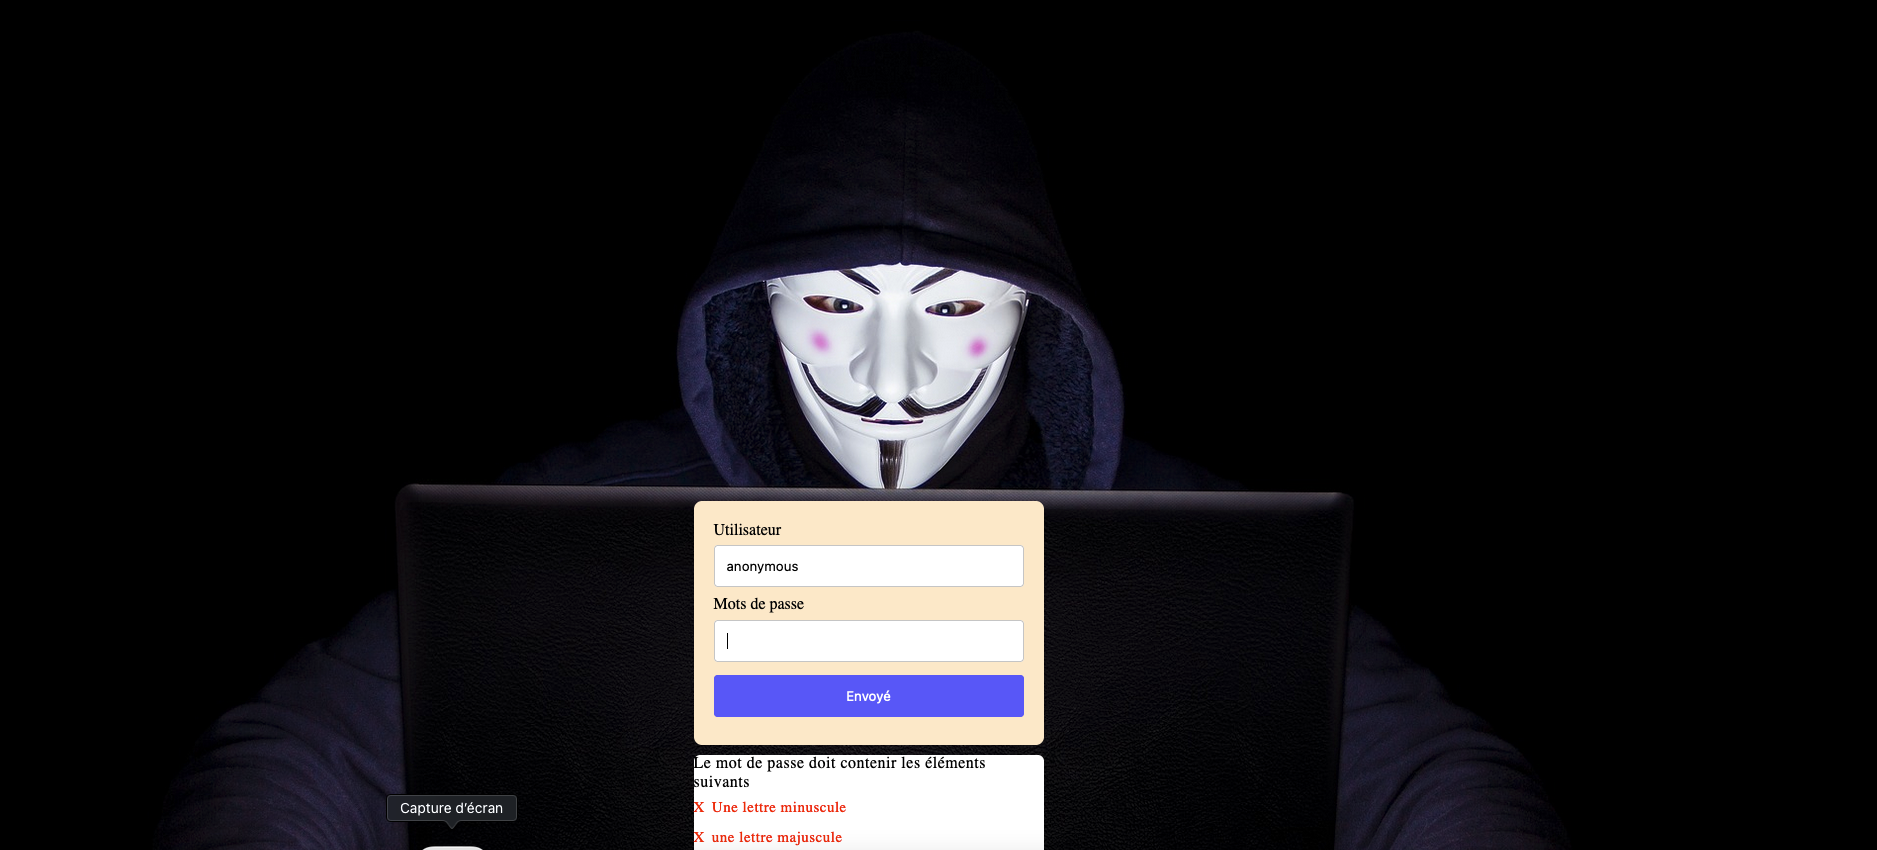 Utilisateur
anonymous
Mots de passe
Envoyé
Le mot de passe doit contenir les éléments
suivants
X Une lettre minuscule
X une lettre majuscule
Capture d’écran